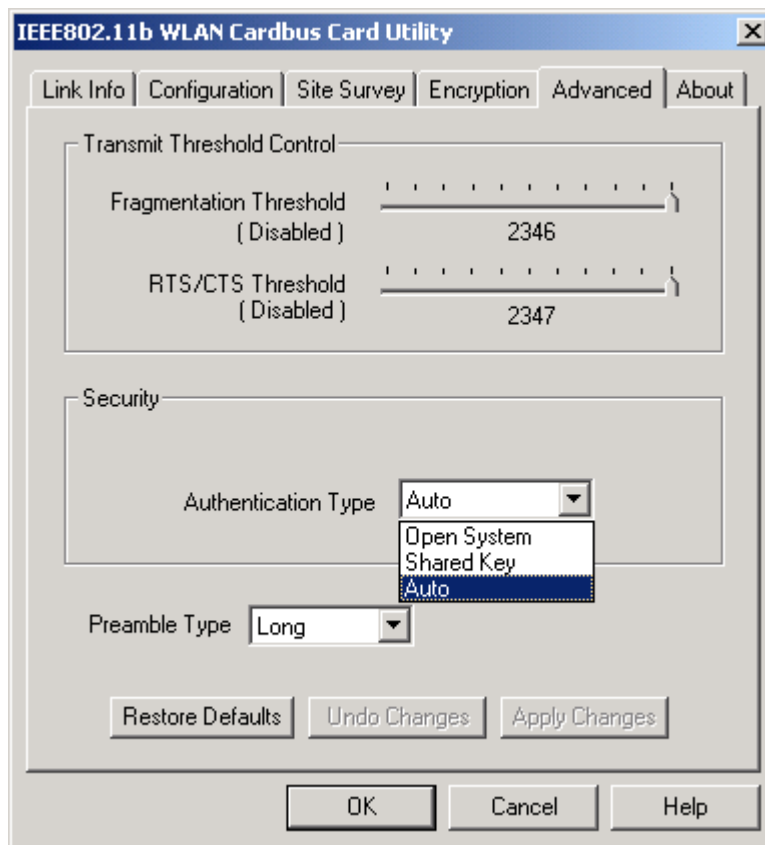 IEEE802.11b WLAN Cardbus Card Utility
Link Info Configuration Site Survey Encryption Advanced About
Transmit Threshold Control
Fragmentation Threshold
( Disabled )
2346
RTS/CTS Threshold
( Disabled )
2347
Security
Authentication Type Auto
Open System
Shared Key
Auto
Preamble Type Long
Restore Defaults Undo Changes Apply Changes
OK Cancel Help